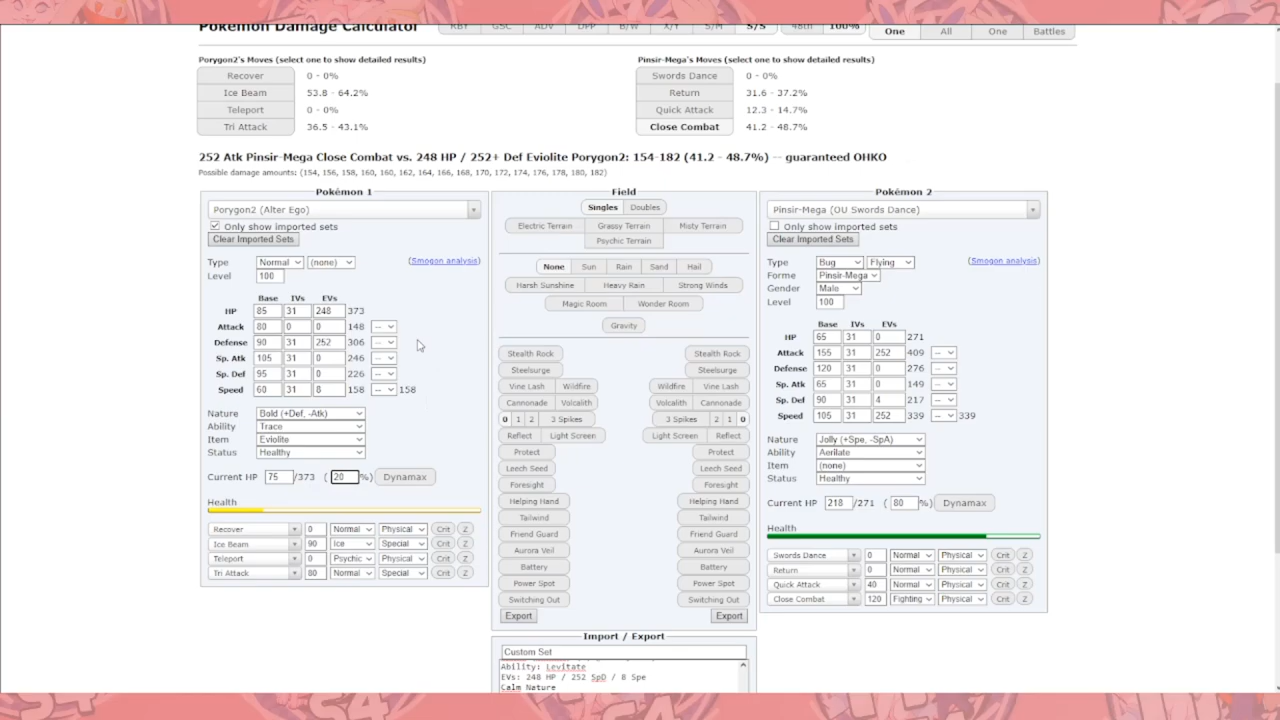 Pokémon Damage Calculator RBY GSC ADV DPP B/W X/Y S/M S/S 48th 100% One All One Battles
Porygon2's Moves (select one to show detailed results)
Recover 0 - 0%
Ice Beam 53.8 - 64.2%
Teleport 0 - 0%
Tri Attack 36.5 - 43.1%
Pinsir-Mega's Moves (select one to show detailed results)
Swords Dance 0 - 0%
Return 31.6 - 37.2%
Quick Attack 12.3 - 14.7%
Close Combat 41.2 - 48.7%
252 Atk Pinsir-Mega Close Combat vs. 248 HP / 252+ Def Eviolite Porygon2: 154-182 (41.2 - 48.7%) -- guaranteed OHKO
Possible damage amounts: (154, 156, 158, 160, 160, 162, 164, 166, 168, 170, 172, 174, 176, 178, 180, 182)
Pokémon 1
Porygon2 (Alter Ego)
Only show imported sets
Clear Imported Sets
Type Normal (none) (Smogon analysis)
Level 100
Base IVs EVs
HP 85 31 248 373
Attack 80 0 0 148 --
Defense 90 31 252 306 --
Sp. Atk 105 31 0 246 --
Sp. Def 95 31 0 226 --
Speed 60 31 8 158 -- 158
Nature Bold (+Def, -Atk)
Ability Trace
Item Eviolite
Status Healthy
Current HP 75 /373 ( 20 %) Dynamax
Health
Recover 0 Normal Physical Crit Z
Ice Beam 90 Ice Special Crit Z
Teleport 0 Psychic Physical Crit Z
Tri Attack 80 Normal Special Crit Z
Field
Singles Doubles
Electric Terrain Grassy Terrain Misty Terrain
Psychic Terrain
None Sun Rain Sand Hail
Harsh Sunshine Heavy Rain Strong Winds
Magic Room Wonder Room
Gravity
Stealth Rock Stealth Rock
Steelsurge Steelsurge
Vine Lash Wildfire Wildfire Vine Lash
Cannonade Volcalith Volcalith Cannonade
0 1 2 3 Spikes 3 Spikes 2 1 0
Reflect Light Screen Light Screen Reflect
Protect Protect
Leech Seed Leech Seed
Foresight Foresight
Helping Hand Helping Hand
Tailwind Tailwind
Friend Guard Friend Guard
Aurora Veil Aurora Veil
Battery Battery
Power Spot Power Spot
Switching Out Switching Out
Export Export
Import / Export
Custom Set
Ability: Levitate
EVs: 248 HP / 252 SpD / 8 Spe
Calm Nature
Pokémon 2
Pinsir-Mega (OU Swords Dance)
Only show imported sets
Clear Imported Sets
Type Bug Flying (Smogon analysis)
Forme Pinsir-Mega
Gender Male
Level 100
Base IVs EVs
HP 65 31 0 271
Attack 155 31 252 409 --
Defense 120 31 0 276 --
Sp. Atk 65 31 0 149 --
Sp. Def 90 31 4 217 --
Speed 105 31 252 339 -- 339
Nature Jolly (+Spe, -SpA)
Ability Aerilate
Item (none)
Status Healthy
Current HP 218 /271 ( 80 %) Dynamax
Health
Swords Dance 0 Normal Physical Crit Z
Return 0 Normal Physical Crit Z
Quick Attack 40 Normal Physical Crit Z
Close Combat 120 Fighting Physical Crit Z